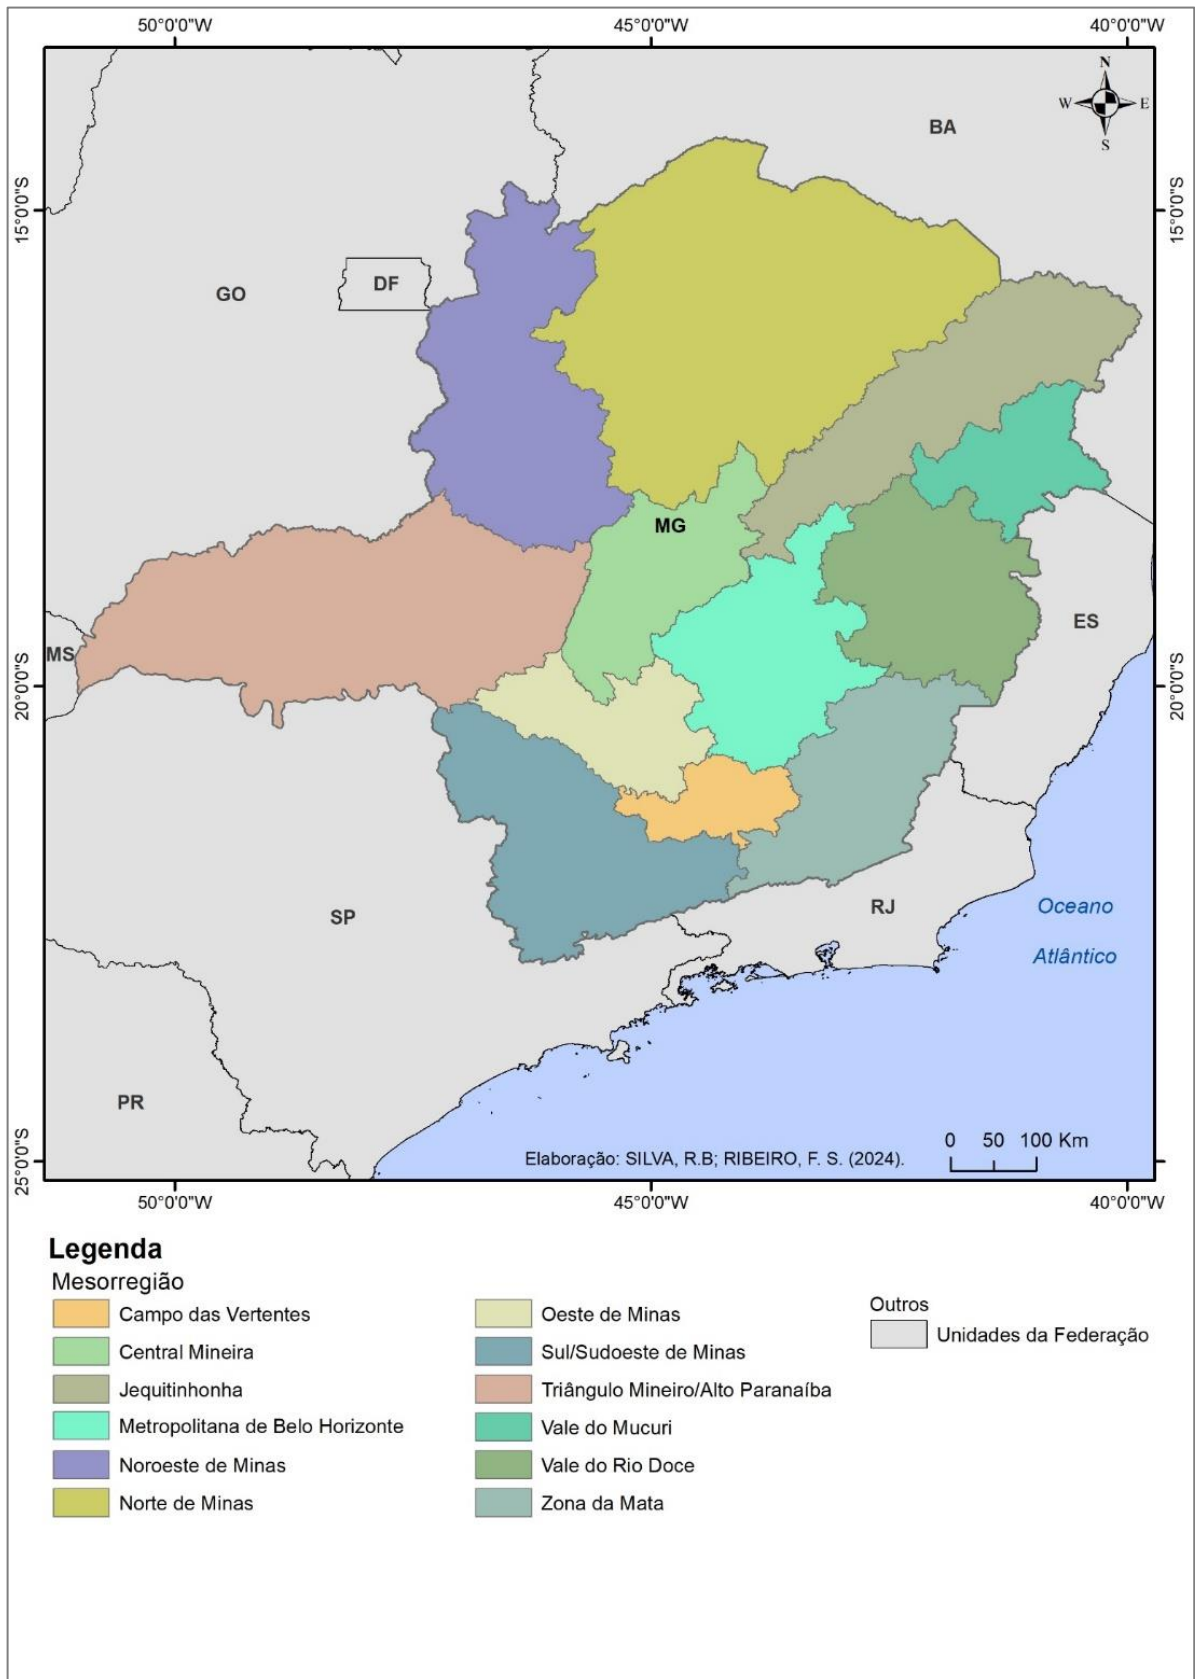 50°0'0"W 45°0'0"W 40°0'0"W
N
W E
S
BA
15°0'0"S 15°0'0"S
GO
DF
MG
ES
MS
20°0'0"S 20°0'0"S
SP
RJ
Oceano
Atlântico
PR
0 50 100 Km
Elaboração: SILVA, R.B; RIBEIRO, F. S. (2024).
25°0'0"S
50°0'0"W 45°0'0"W 40°0'0"W
Legenda
Mesorregião
Campo das Vertentes
Central Mineira
Jequitinhonha
Metropolitana de Belo Horizonte
Noroeste de Minas
Norte de Minas
Oeste de Minas
Sul/Sudoeste de Minas
Triângulo Mineiro/Alto Paranaíba
Vale do Mucuri
Vale do Rio Doce
Zona da Mata
Outros
Unidades da Federação